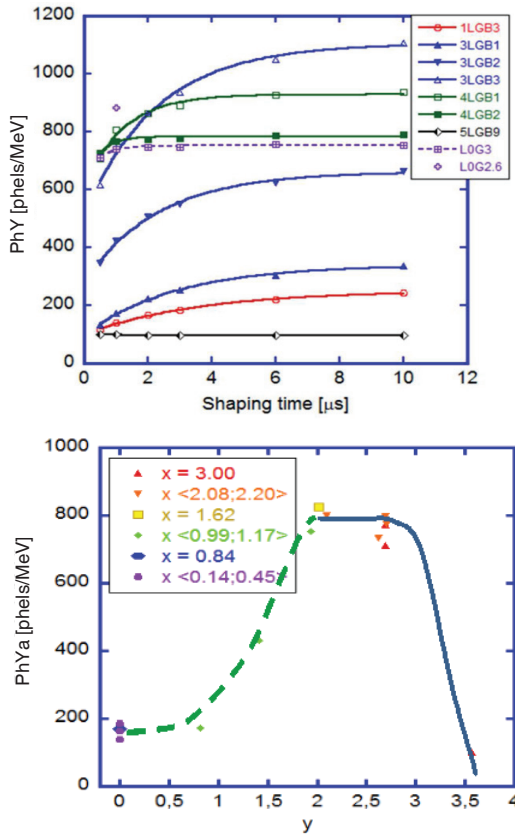 1200
1000
800
600
400
200
0
PhY [phels/MeV]
0 2 4 6 8 10 12
Shaping time [µs]
1LGB3
3LGB1
3LGB2
3LGB3
4LGB1
4LGB2
5LGB9
L0G3
L0G2.6
1000
800
600
400
200
0
PhYa [phels/MeV]
x = 3.00
x <2.08;2.20>
x = 1.62
x <0.99;1.17>
x = 0.84
x <0.14;0.45>
0 0,5 1 1,5 2 2,5 3 3,5 4
y